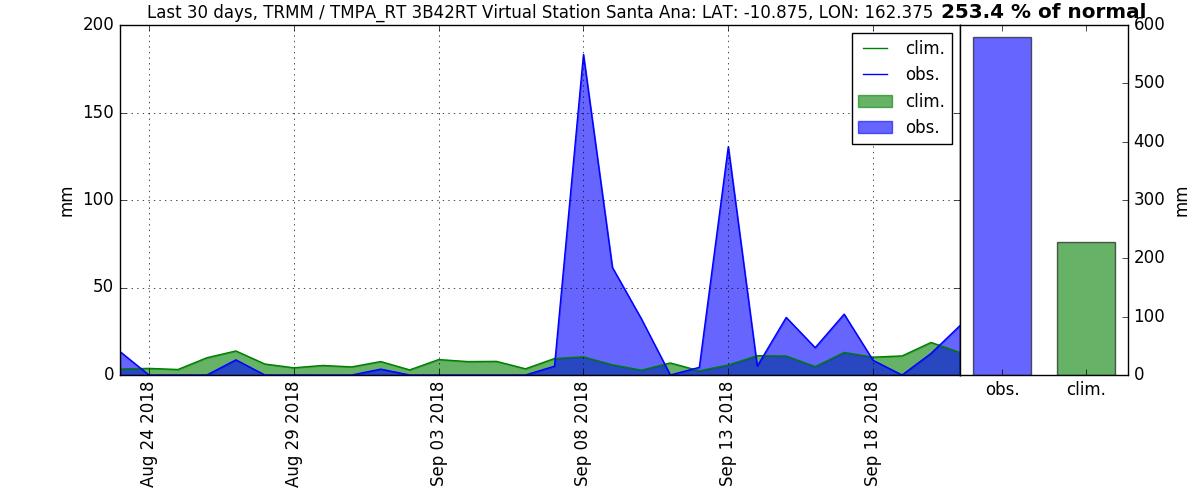 Last 30 days, TRMM / TMPA_RT 3B42RT Virtual Station Santa Ana: LAT: -10.875, LON: 162.375 253.4 % of normal
200
150
100
50
0
mm
clim.
obs.
clim.
obs.
600
500
400
300
200
100
0
mm
Aug 24 2018
Aug 29 2018
Sep 03 2018
Sep 08 2018
Sep 13 2018
Sep 18 2018
obs.
clim.